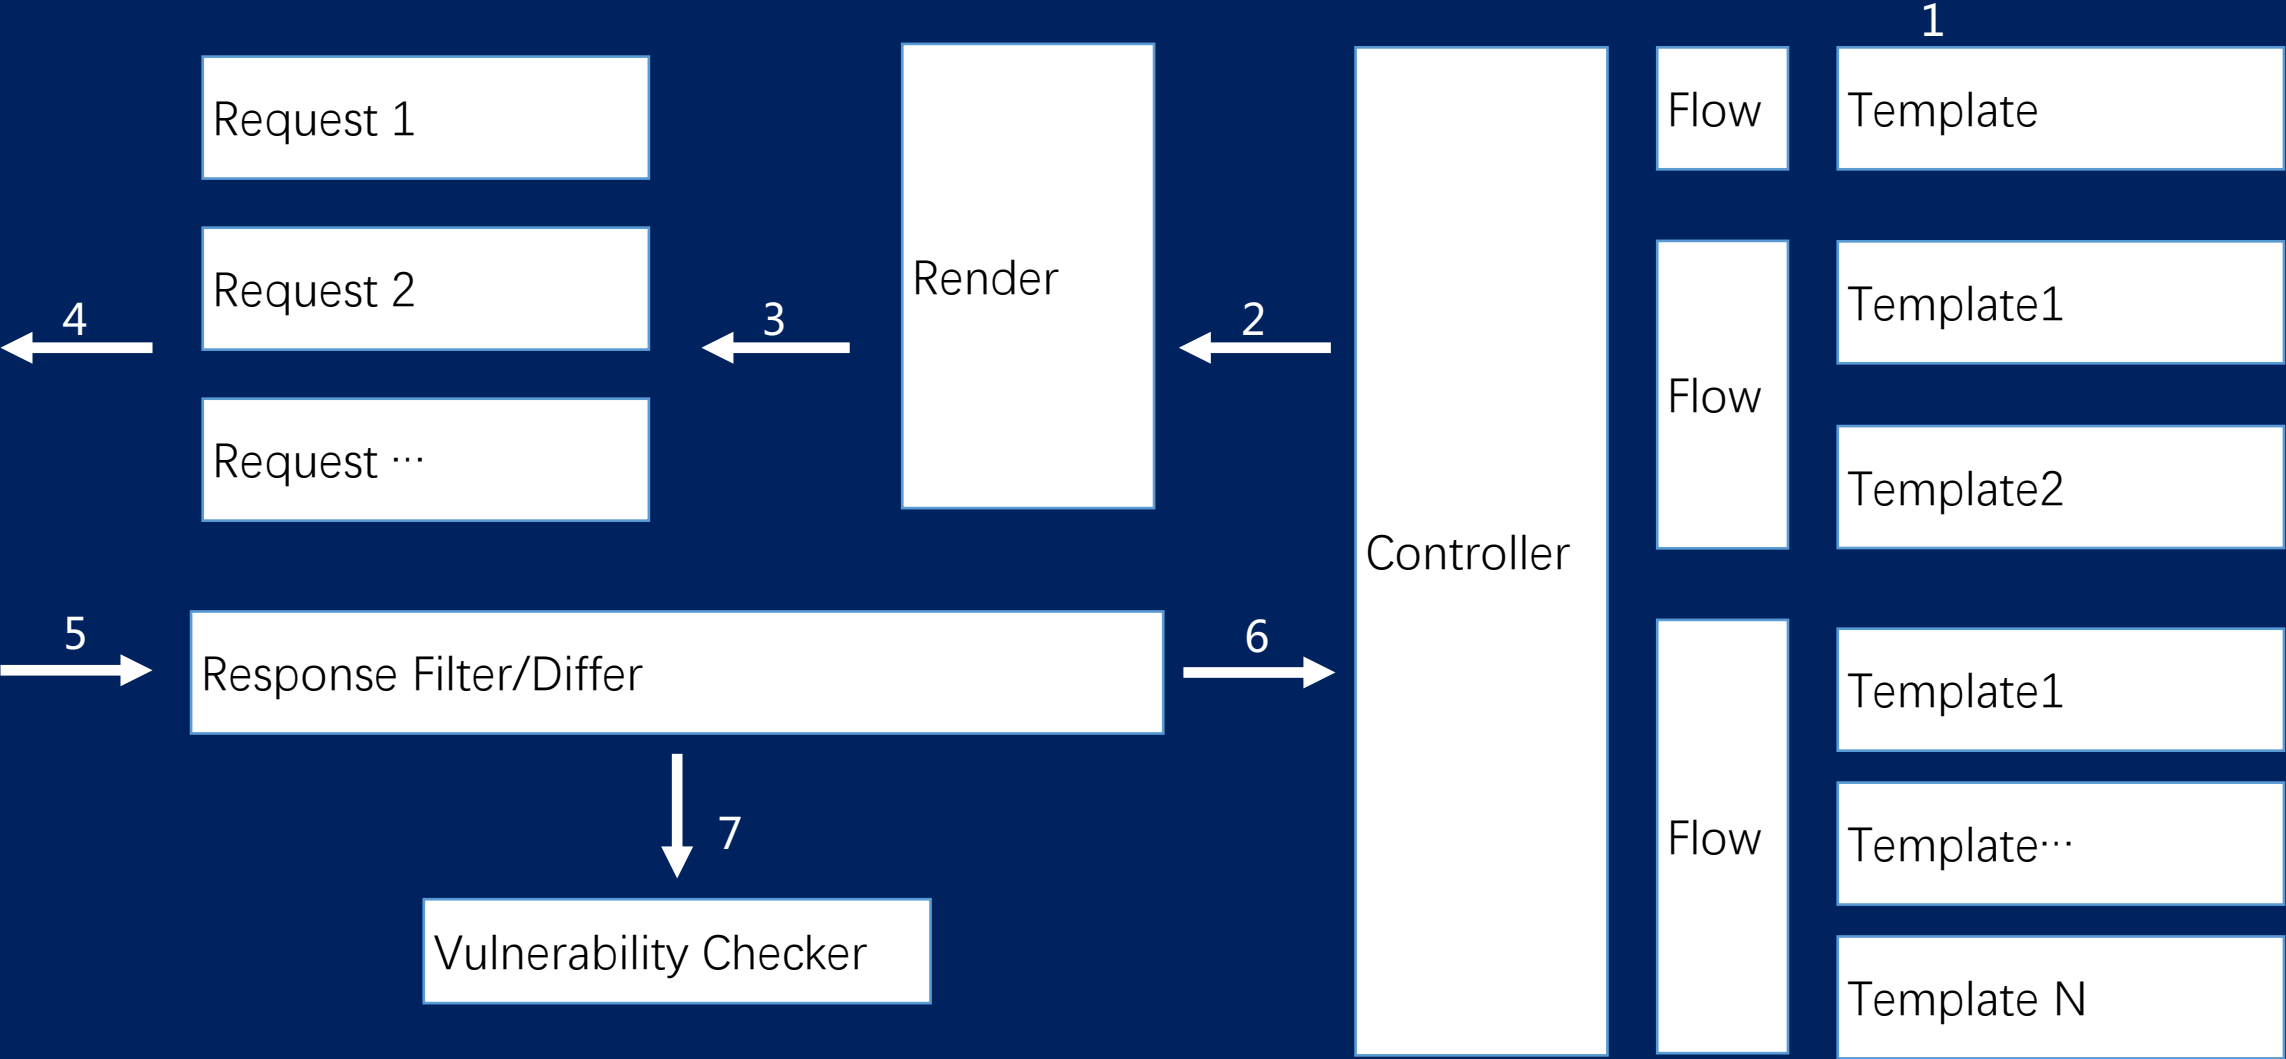 1
Request 1
Request 2
Request ···
4
3
Render
2
Controller
Flow
Template
Flow
Template1
Template2
Flow
Template1
Template···
Template N
5
Response Filter/Differ
6
7
Vulnerability Checker